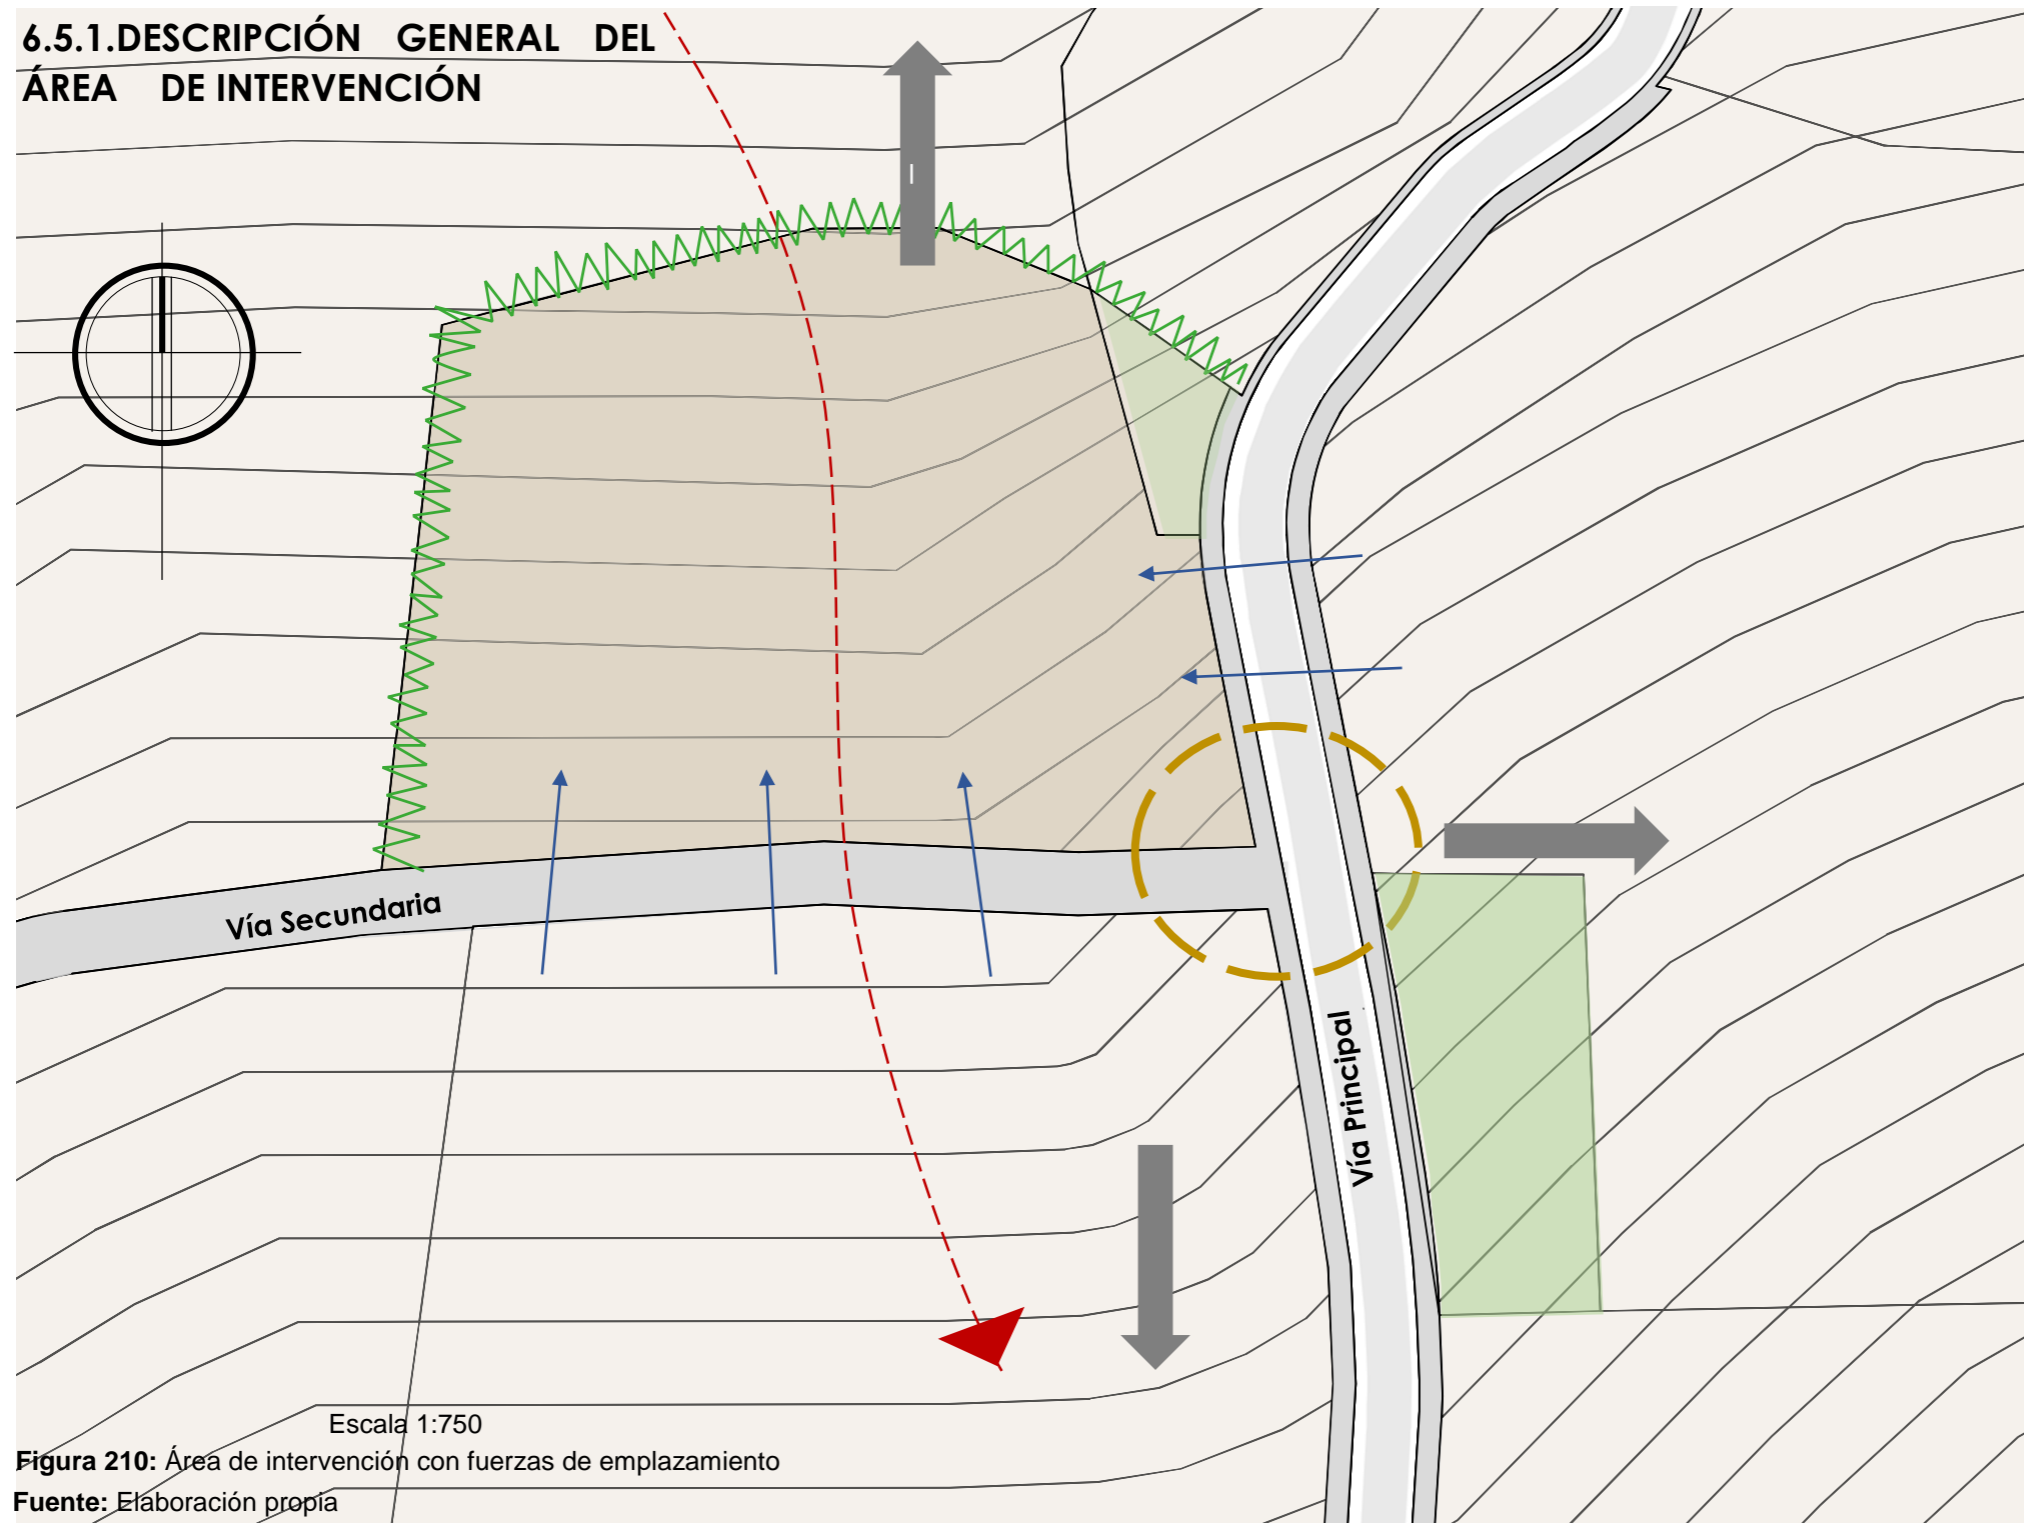 6.5.1.DESCRIPCIÓN GENERAL DEL
ÁREA DE INTERVENCIÓN
Vía Secundaria
Vía Principal
Escala 1:750
Figura 210: Área de intervención con fuerzas de emplazamiento
Fuente: Elaboración propia